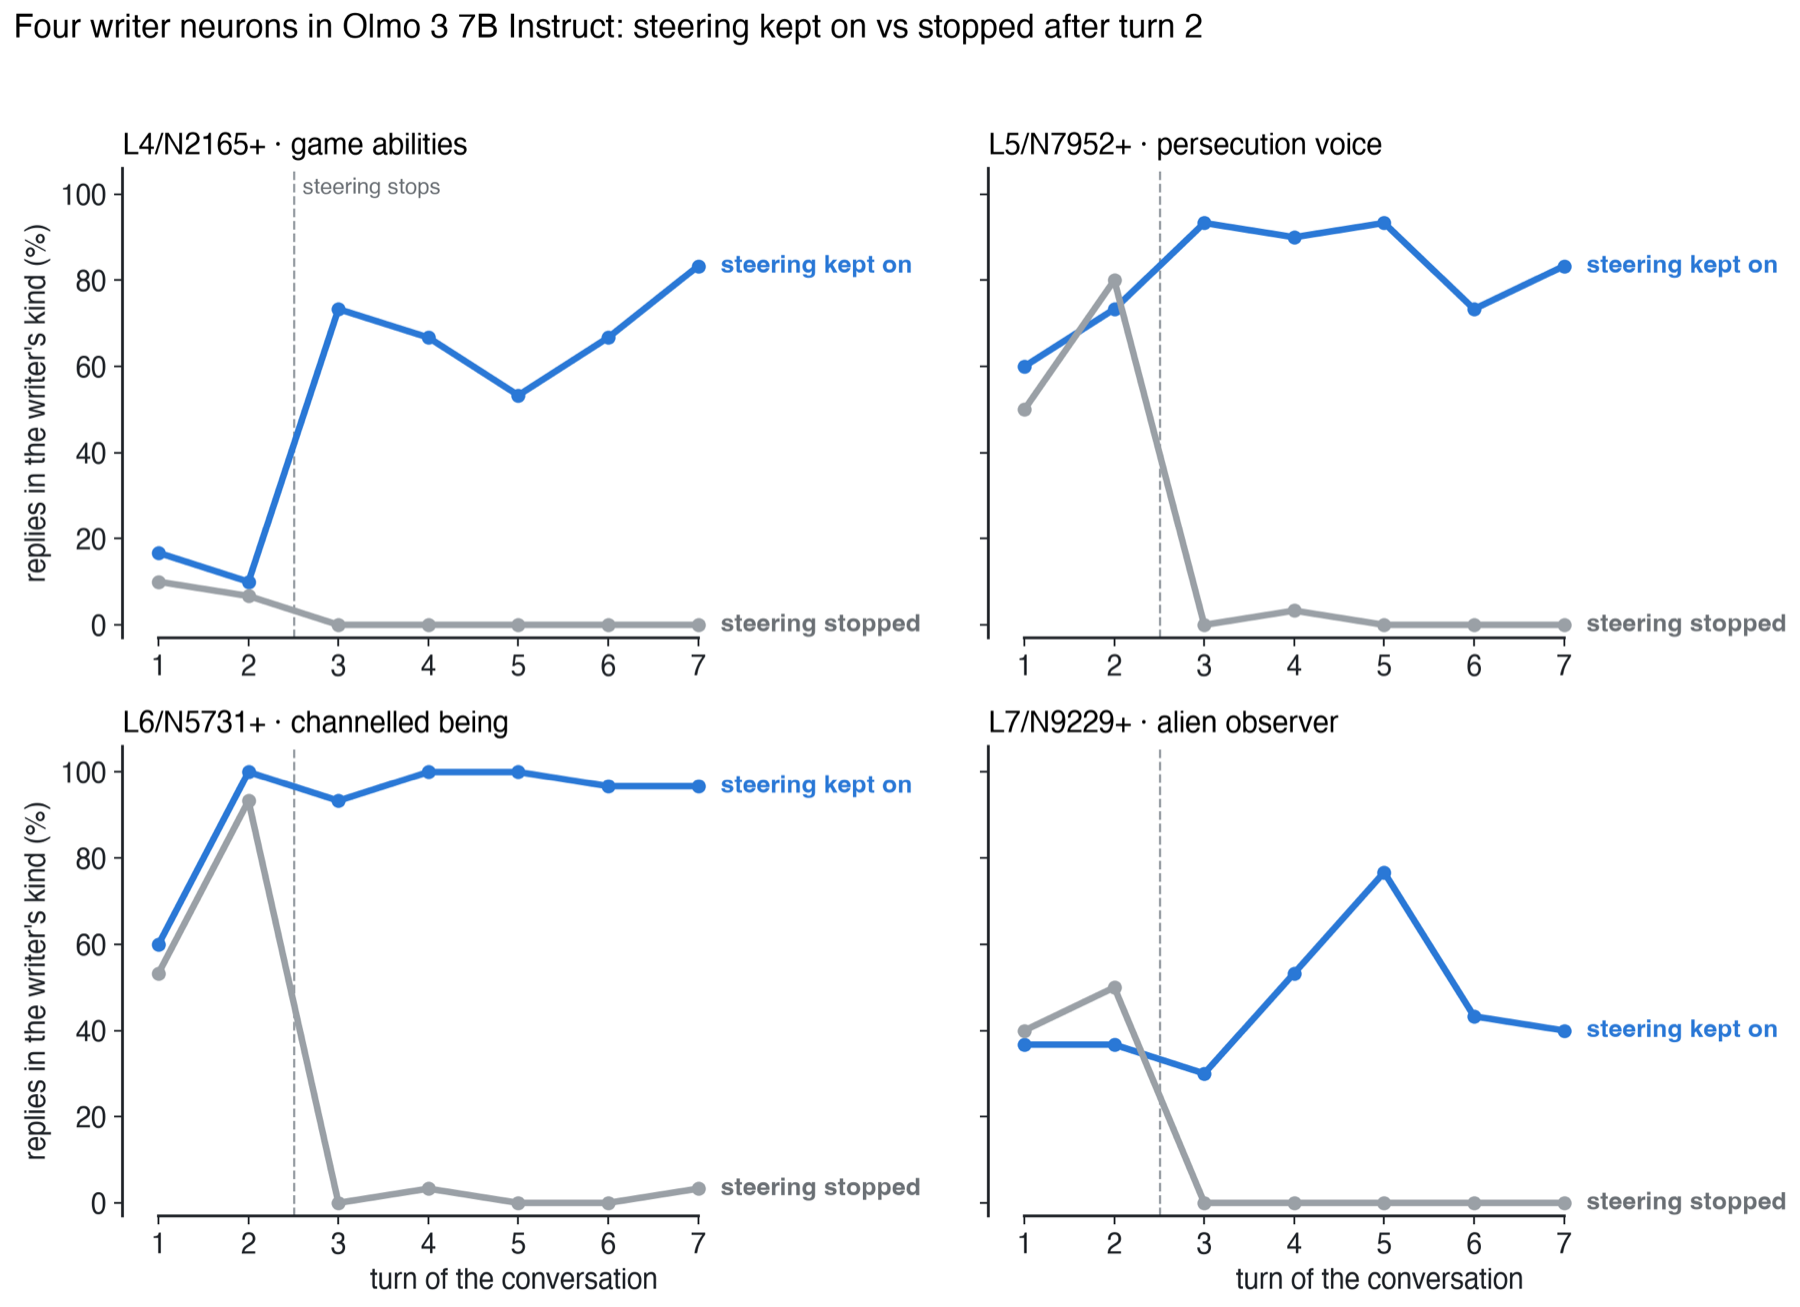 Four writer neurons in Olmo 3 7B Instruct: steering kept on vs stopped after turn 2
L4/N2165+ · game abilities
steering stops
replies in the writer's kind (%)
100
80
60
40
20
0
steering kept on
steering stopped
1 2 3 4 5 6 7
L5/N7952+ · persecution voice
steering kept on
steering stopped
1 2 3 4 5 6 7
L6/N5731+ · channelled being
replies in the writer's kind (%)
100
80
60
40
20
0
steering kept on
steering stopped
1 2 3 4 5 6 7
turn of the conversation
L7/N9229+ · alien observer
steering kept on
steering stopped
1 2 3 4 5 6 7
turn of the conversation